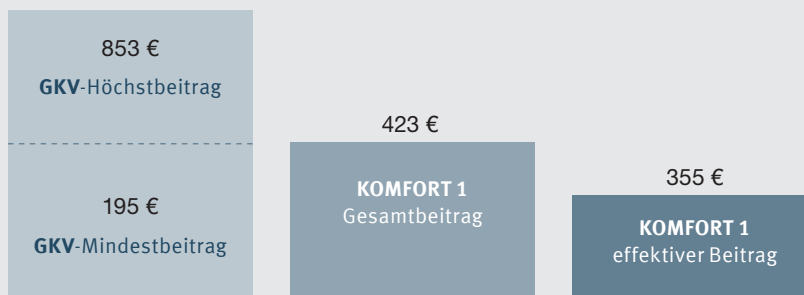 853 €
GKV-Höchstbeitrag
195 €
GKV-Mindestbeitrag
423 €
KOMFORT 1
Gesamtbeitrag
355 €
KOMFORT 1
effektiver Beitrag